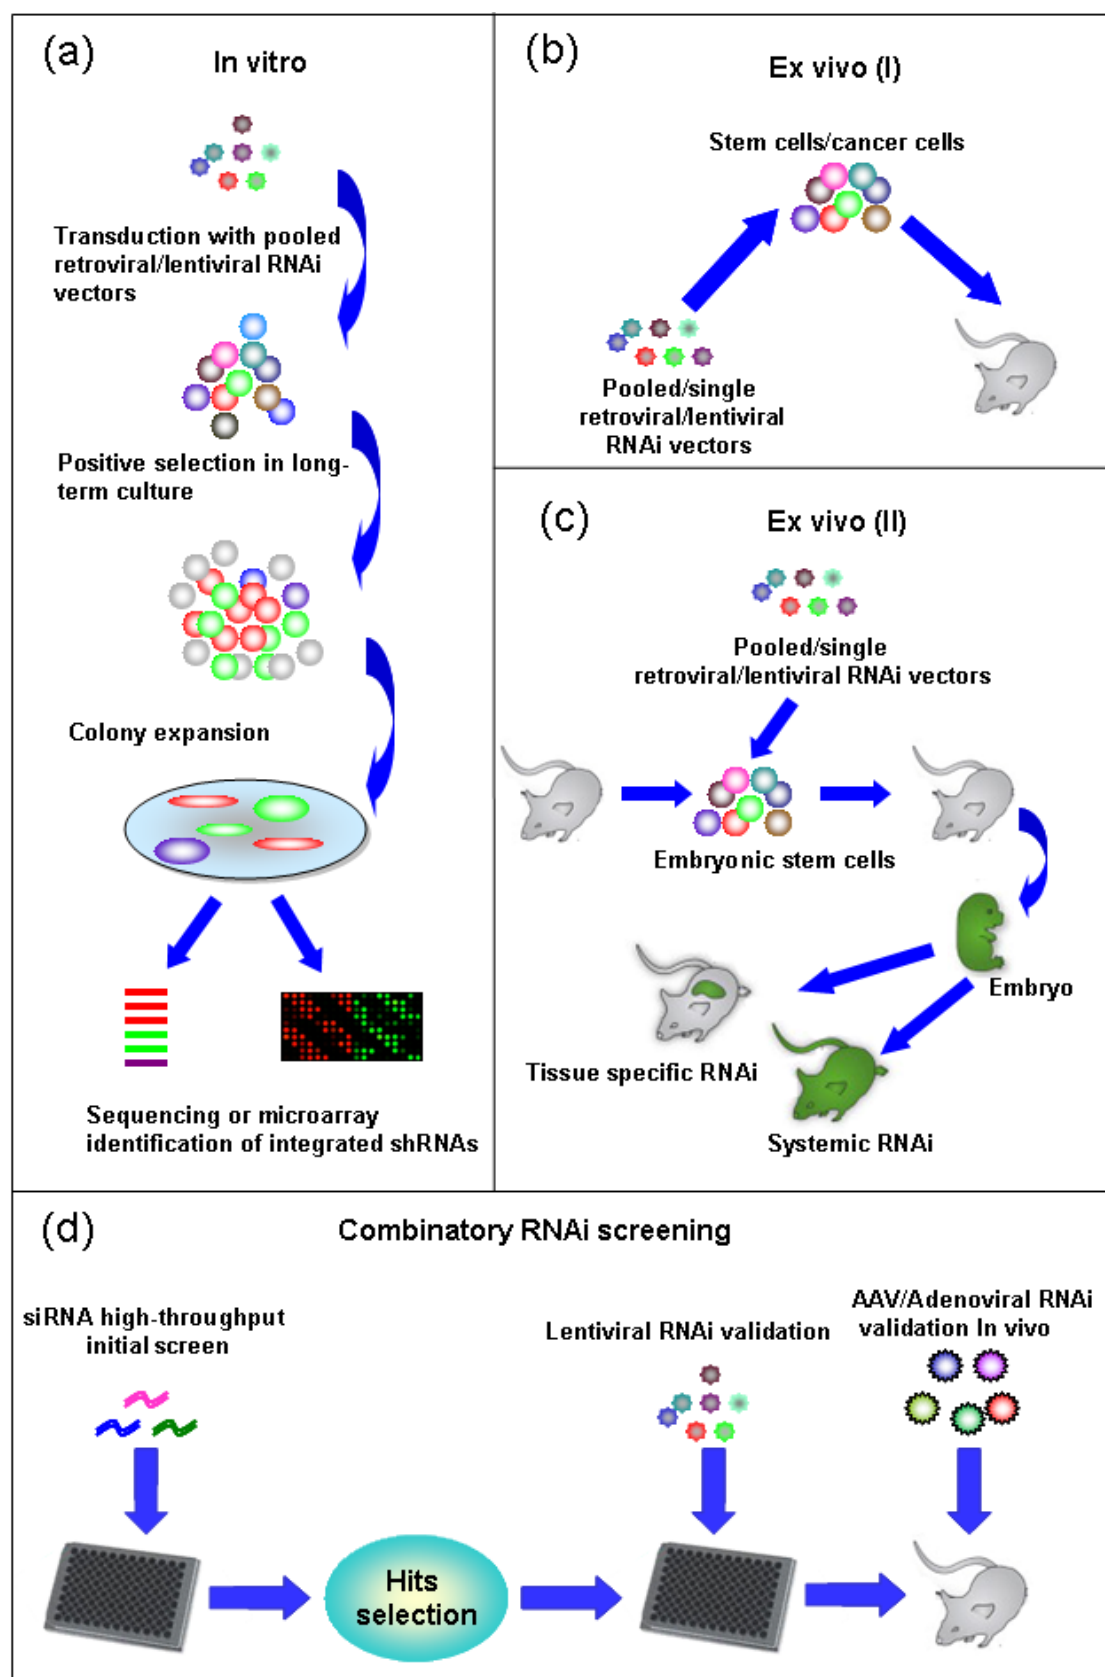 (a)
In vitro
Transduction with pooled
retroviral/lentiviral RNAi
vectors
Positive selection in long-
term culture
Colony expansion
Sequencing or microarray
identification of integrated shRNAs
(b)
Ex vivo (I)
Stem cells/cancer cells
Pooled/single
retroviral/lentiviral
RNAi vectors
(c)
Ex vivo (II)
Pooled/single
retroviral/lentiviral RNAi vectors
Embryonic stem cells
Embryo
Tissue specific RNAi
Systemic RNAi
(d)
Combinatory RNAi screening
siRNA high-throughput
initial screen
Hits
selection
Lentiviral RNAi validation
AAV/Adenoviral RNAi
validation In vivo